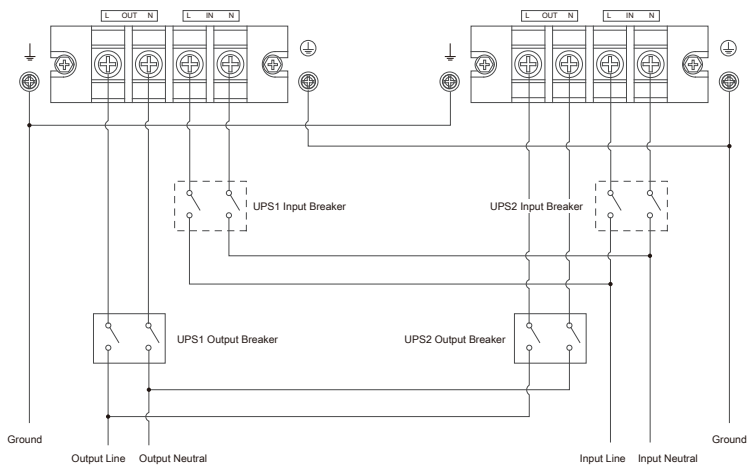 L OUT N L IN N
L OUT N L IN N
UPS1 Input Breaker
UPS2 Input Breaker
UPS1 Output Breaker
UPS2 Output Breaker
Ground
Ground
Output Line Output Neutral
Input Line Input Neutral